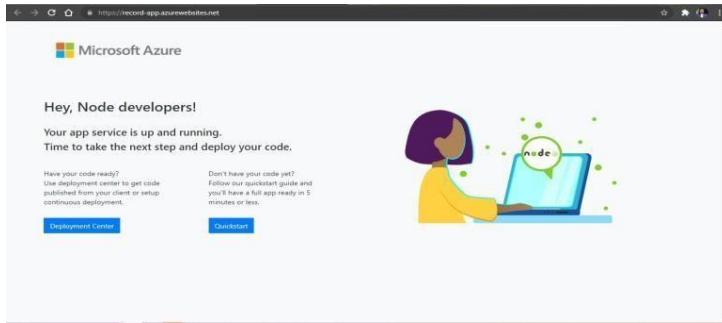 https://record-app.azurewebsites.net
Microsoft Azure
Hey, Node developers!
Your app service is up and running.
Time to take the next step and deploy your code.
Have your code ready?
Use deployment center to get code
published from your client or setup
continuous deployment.
Deployment Center
Don't have your code yet?
Follow our quickstart guide and
you'll have a full app ready in 5
minutes or less.
Quickstart
node